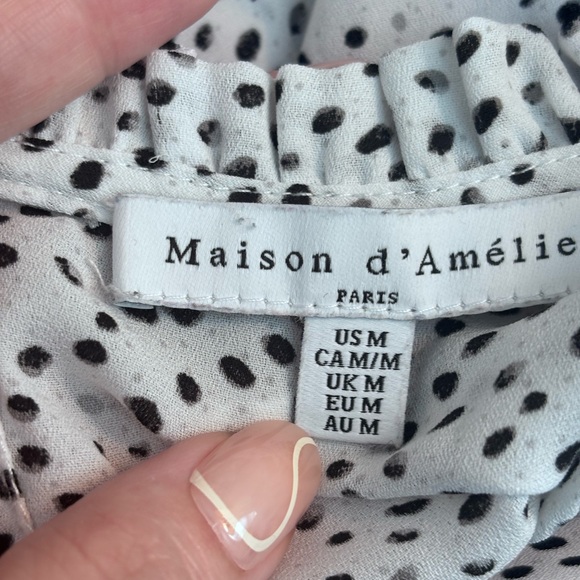 Maison d'Amélie
PARIS
US M
CA M/M
UK M
EU M
AU M